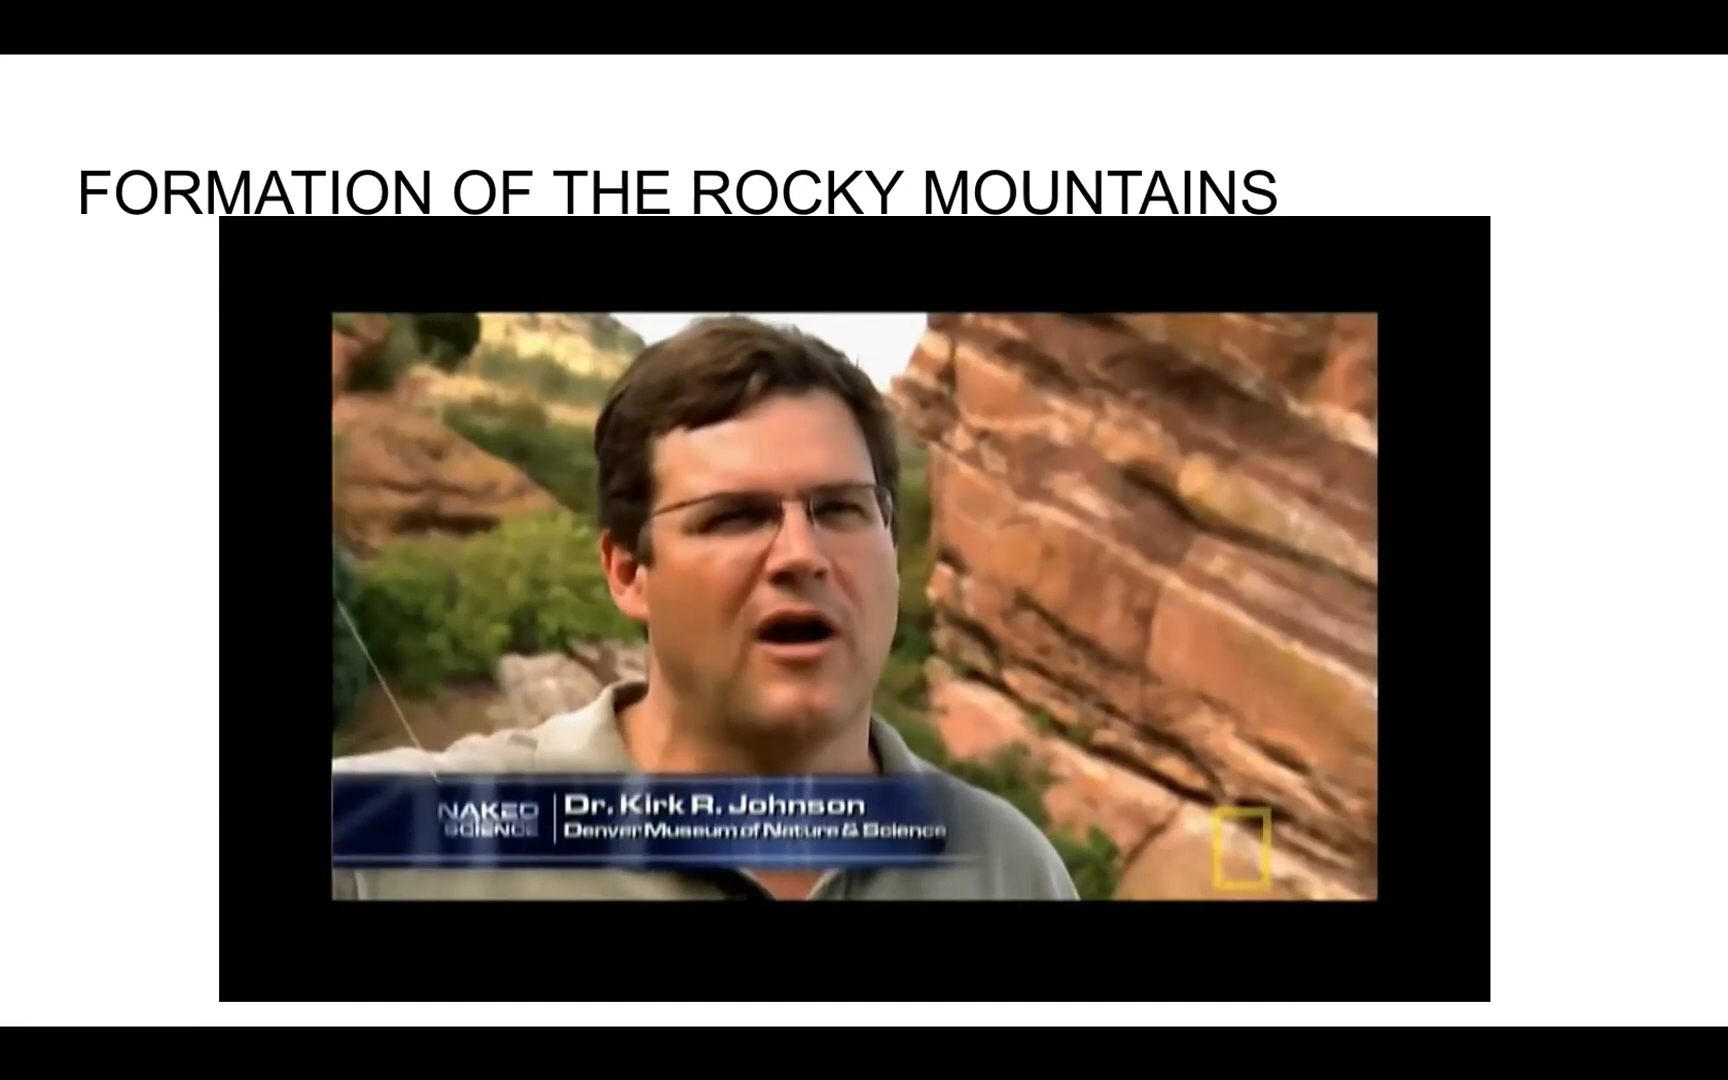 FORMATION OF THE ROCKY MOUNTAINS
NAKED
SCIENCE
Dr. Kirk R. Johnson
Denver Museum of Nature & Science